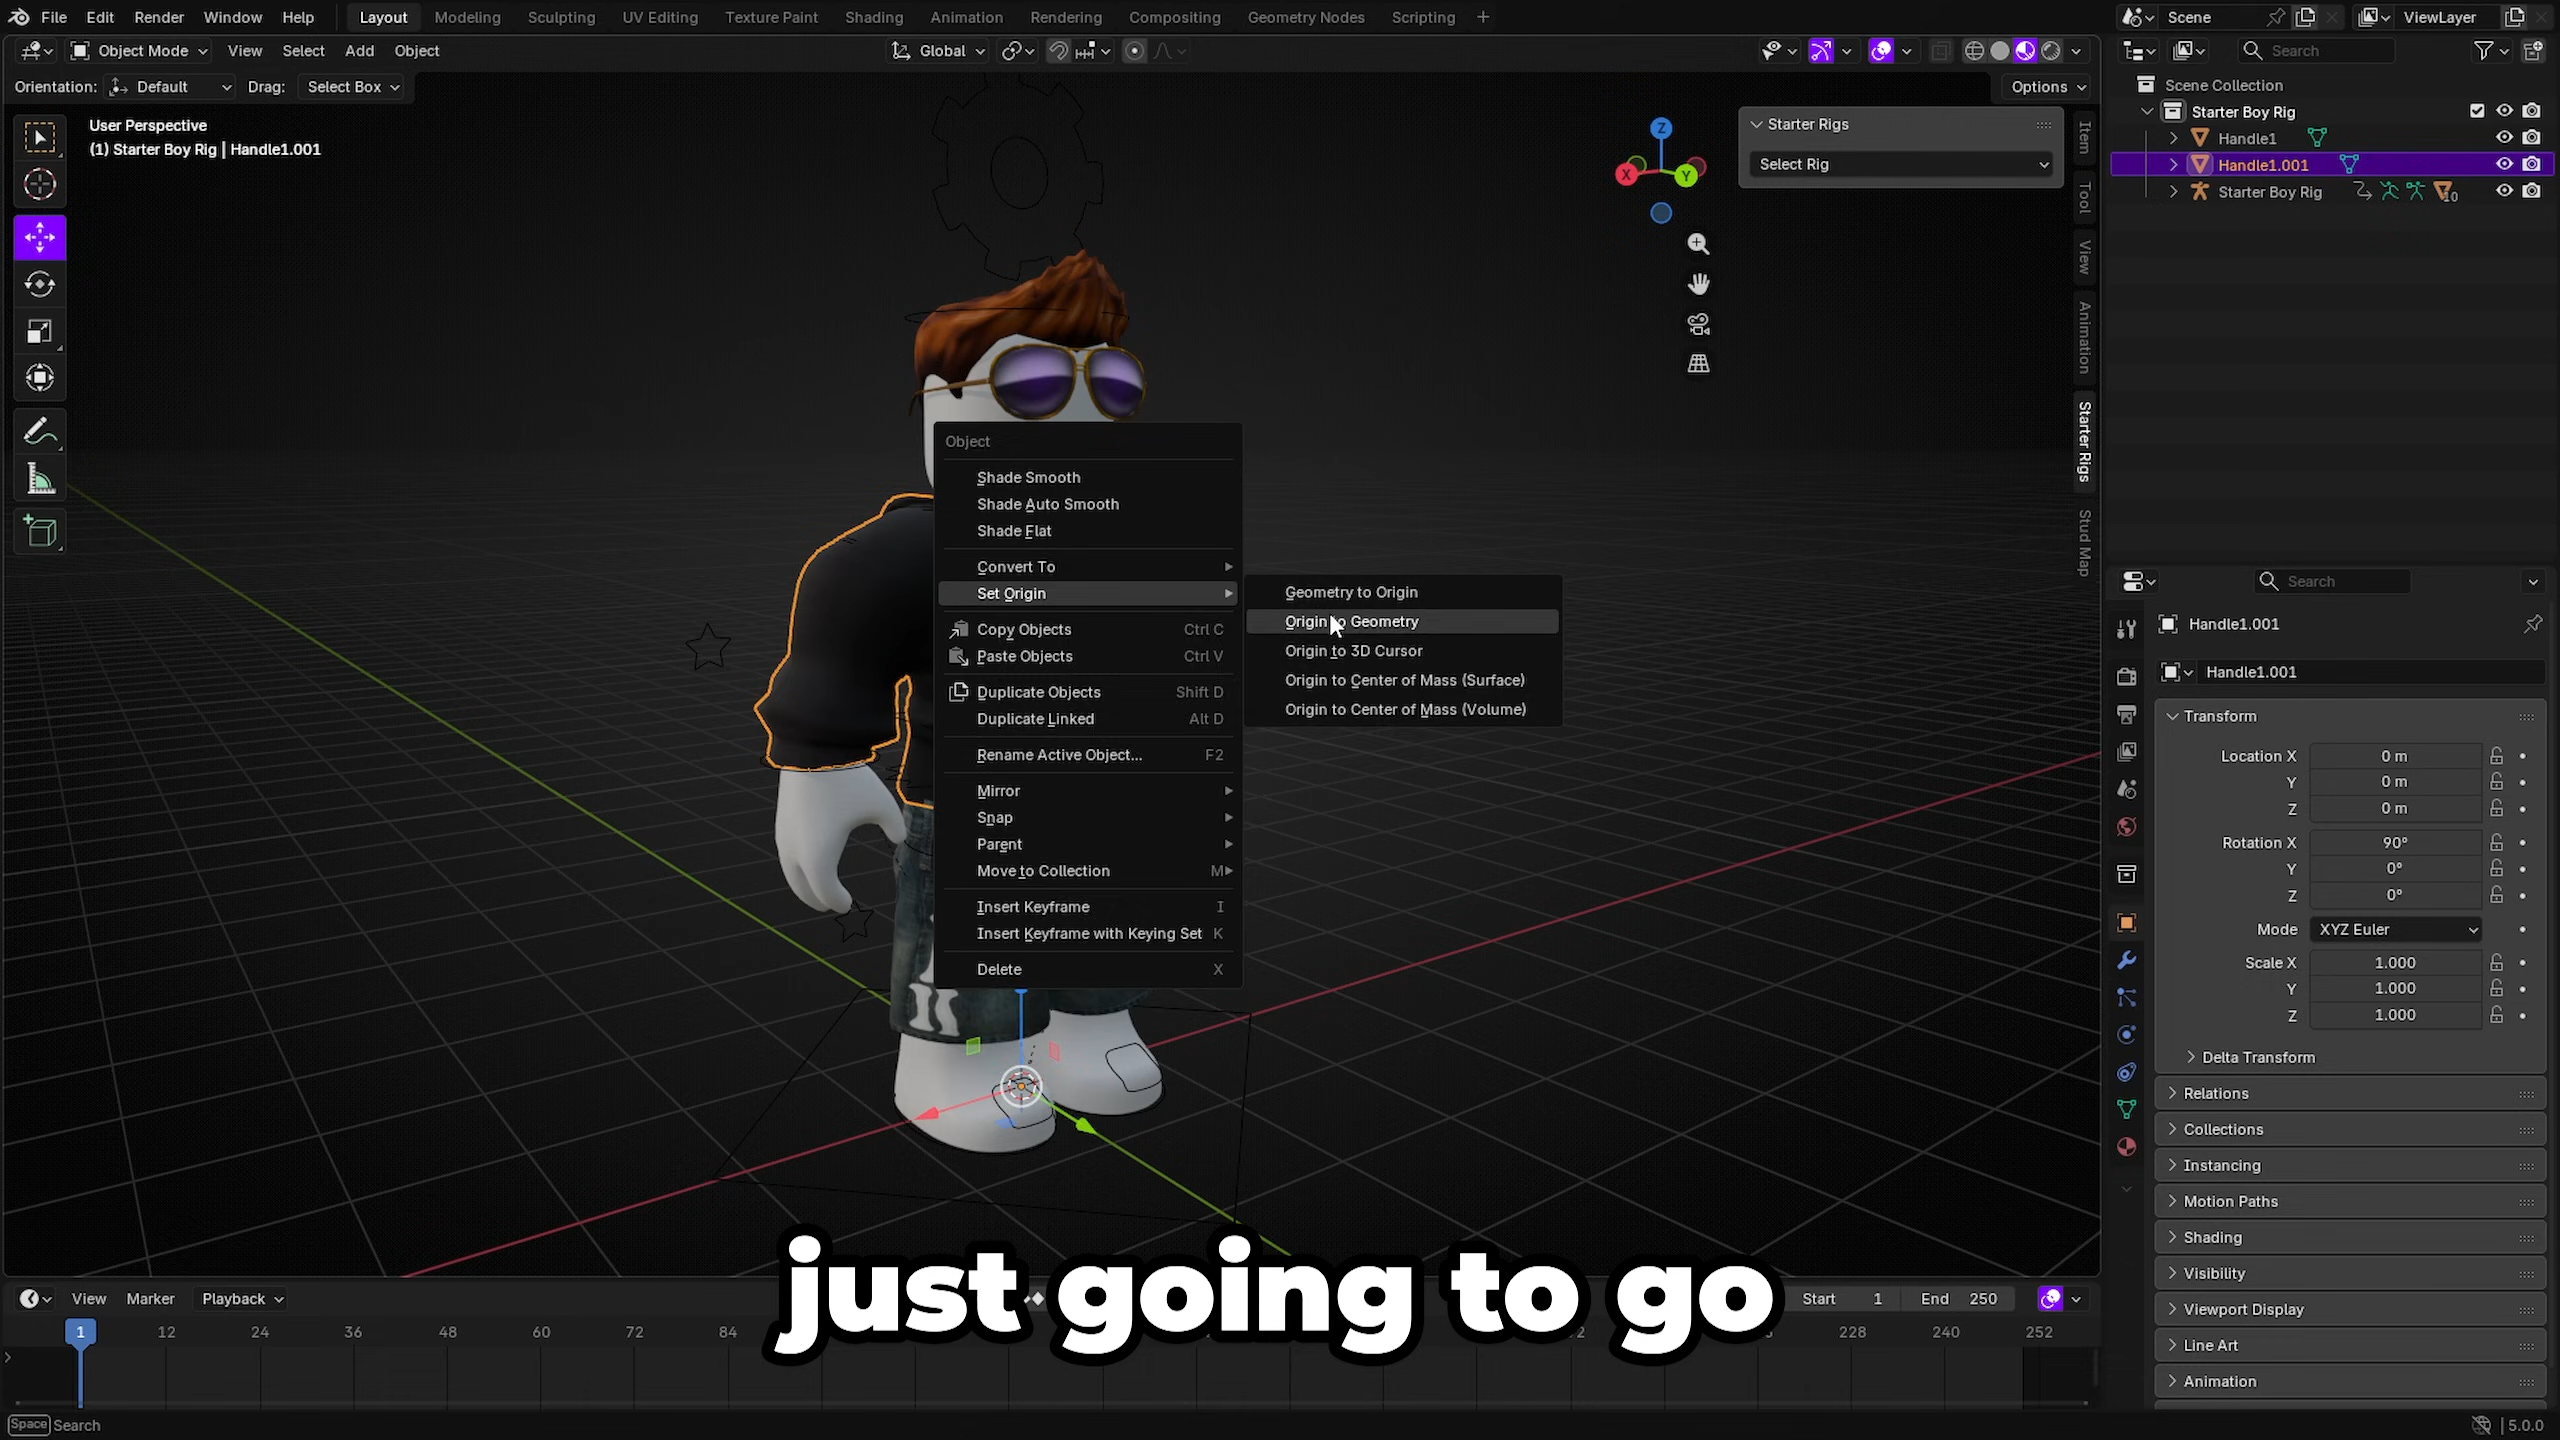 File Edit Render Window Help Layout Modeling Sculpting UV Editing Texture Paint Shading Animation Rendering Compositing Geometry Nodes Scripting +
Scene
ViewLayer
Object Mode View Select Add Object
Global
Search
Orientation: Default Drag: Select Box
Options
User Perspective
(1) Starter Boy Rig | Handle1.001
Z
X
Y
Starter Rigs
Select Rig
Item
Tool
View
Animation
Starter Rigs
Stud Map
Scene Collection
Starter Boy Rig
Handle1
Handle1.001
Starter Boy Rig
10
Object
Shade Smooth
Shade Auto Smooth
Shade Flat
Convert To
Set Origin
Copy Objects Ctrl C
Paste Objects Ctrl V
Duplicate Objects Shift D
Duplicate Linked Alt D
Rename Active Object... F2
Mirror
Snap
Parent
Move to Collection M
Insert Keyframe I
Insert Keyframe with Keying Set K
Delete X
Geometry to Origin
Origin to Geometry
Origin to 3D Cursor
Origin to Center of Mass (Surface)
Origin to Center of Mass (Volume)
Search
Handle1.001
Handle1.001
Transform
Location X 0 m
Y 0 m
Z 0 m
Rotation X 90°
Y 0°
Z 0°
Mode XYZ Euler
Scale X 1.000
Y 1.000
Z 1.000
Delta Transform
Relations
Collections
Instancing
Motion Paths
Shading
Visibility
Viewport Display
Line Art
Animation
just going to go
View Marker Playback
Start 1 End 250
1 12 24 36 48 60 72 84 228 240 252
Space Search
5.0.0